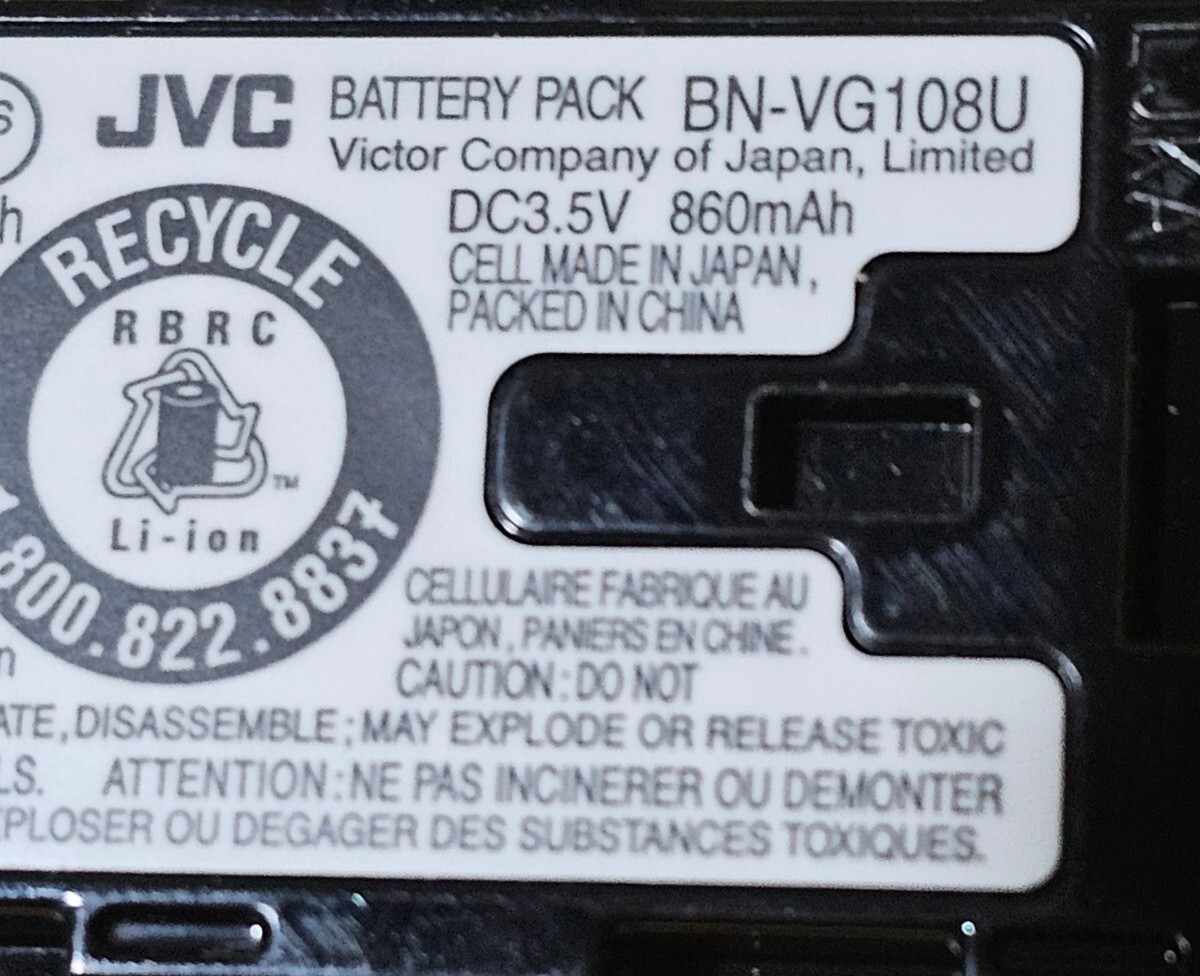 JVC BATTERY PACK BN-VG108U
Victor Company of Japan, Limited
DC3.5V 860mAh
CELL MADE IN JAPAN,
PACKED IN CHINA
RECYCLE
RBRC
TM
Li-ion
800.822.8837
CELLULAIRE FABRIQUE AU
JAPON, PANIERS EN CHINE.
CAUTION: DO NOT
ATE, DISASSEMBLE; MAY EXPLODE OR RELEASE TOXIC
LS. ATTENTION: NE PAS INCINERER OU DEMONTER
PLOSER OU DEGAGER DES SUBSTANCES TOXIQUES.